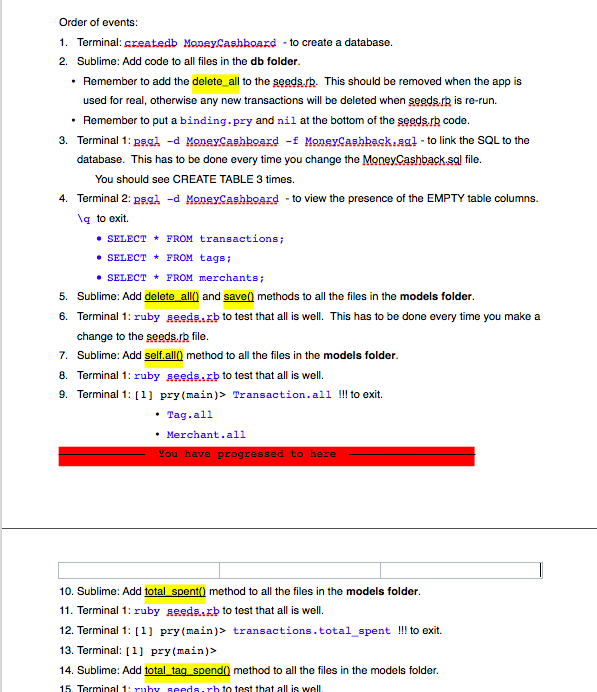 Order of events:
1. Terminal: createdb MoneyCashboard - to create a database.
2. Sublime: Add code to all files in the db folder.
• Remember to add the delete_all to the seeds.rb. This should be removed when the app is
used for real, otherwise any new transactions will be deleted when seeds.rb is re-run.
• Remember to put a binding.pry and nil at the bottom of the seeds.rb code.
3. Terminal 1: psql -d MoneyCashboard -f MoneyCashback.sql - to link the SQL to the
database. This has to be done every time you change the MoneyCashback.sql file.
You should see CREATE TABLE 3 times.
4. Terminal 2: psql -d MoneyCashboard - to view the presence of the EMPTY table columns.
\q to exit.
• SELECT * FROM transactions;
• SELECT * FROM tags;
• SELECT * FROM merchants;
5. Sublime: Add delete_all() and save() methods to all the files in the models folder.
6. Terminal 1: ruby seeds.rb to test that all is well. This has to be done every time you make a
change to the seeds.rb file.
7. Sublime: Add self.all() method to all the files in the models folder.
8. Terminal 1: ruby seeds.rb to test that all is well.
9. Terminal 1: [1] pry(main)> Transaction.all !!! to exit.
• Tag.all
• Merchant.all
You have progressed to here
10. Sublime: Add total_spent() method to all the files in the models folder.
11. Terminal 1: ruby seeds.rb to test that all is well.
12. Terminal 1: [1] pry(main)> transactions.total_spent !!! to exit.
13. Terminal: [1] pry(main)>
14. Sublime: Add total_tag_spend() method to all the files in the models folder.
15. Terminal 1: ruby seeds.rb to test that all is well.